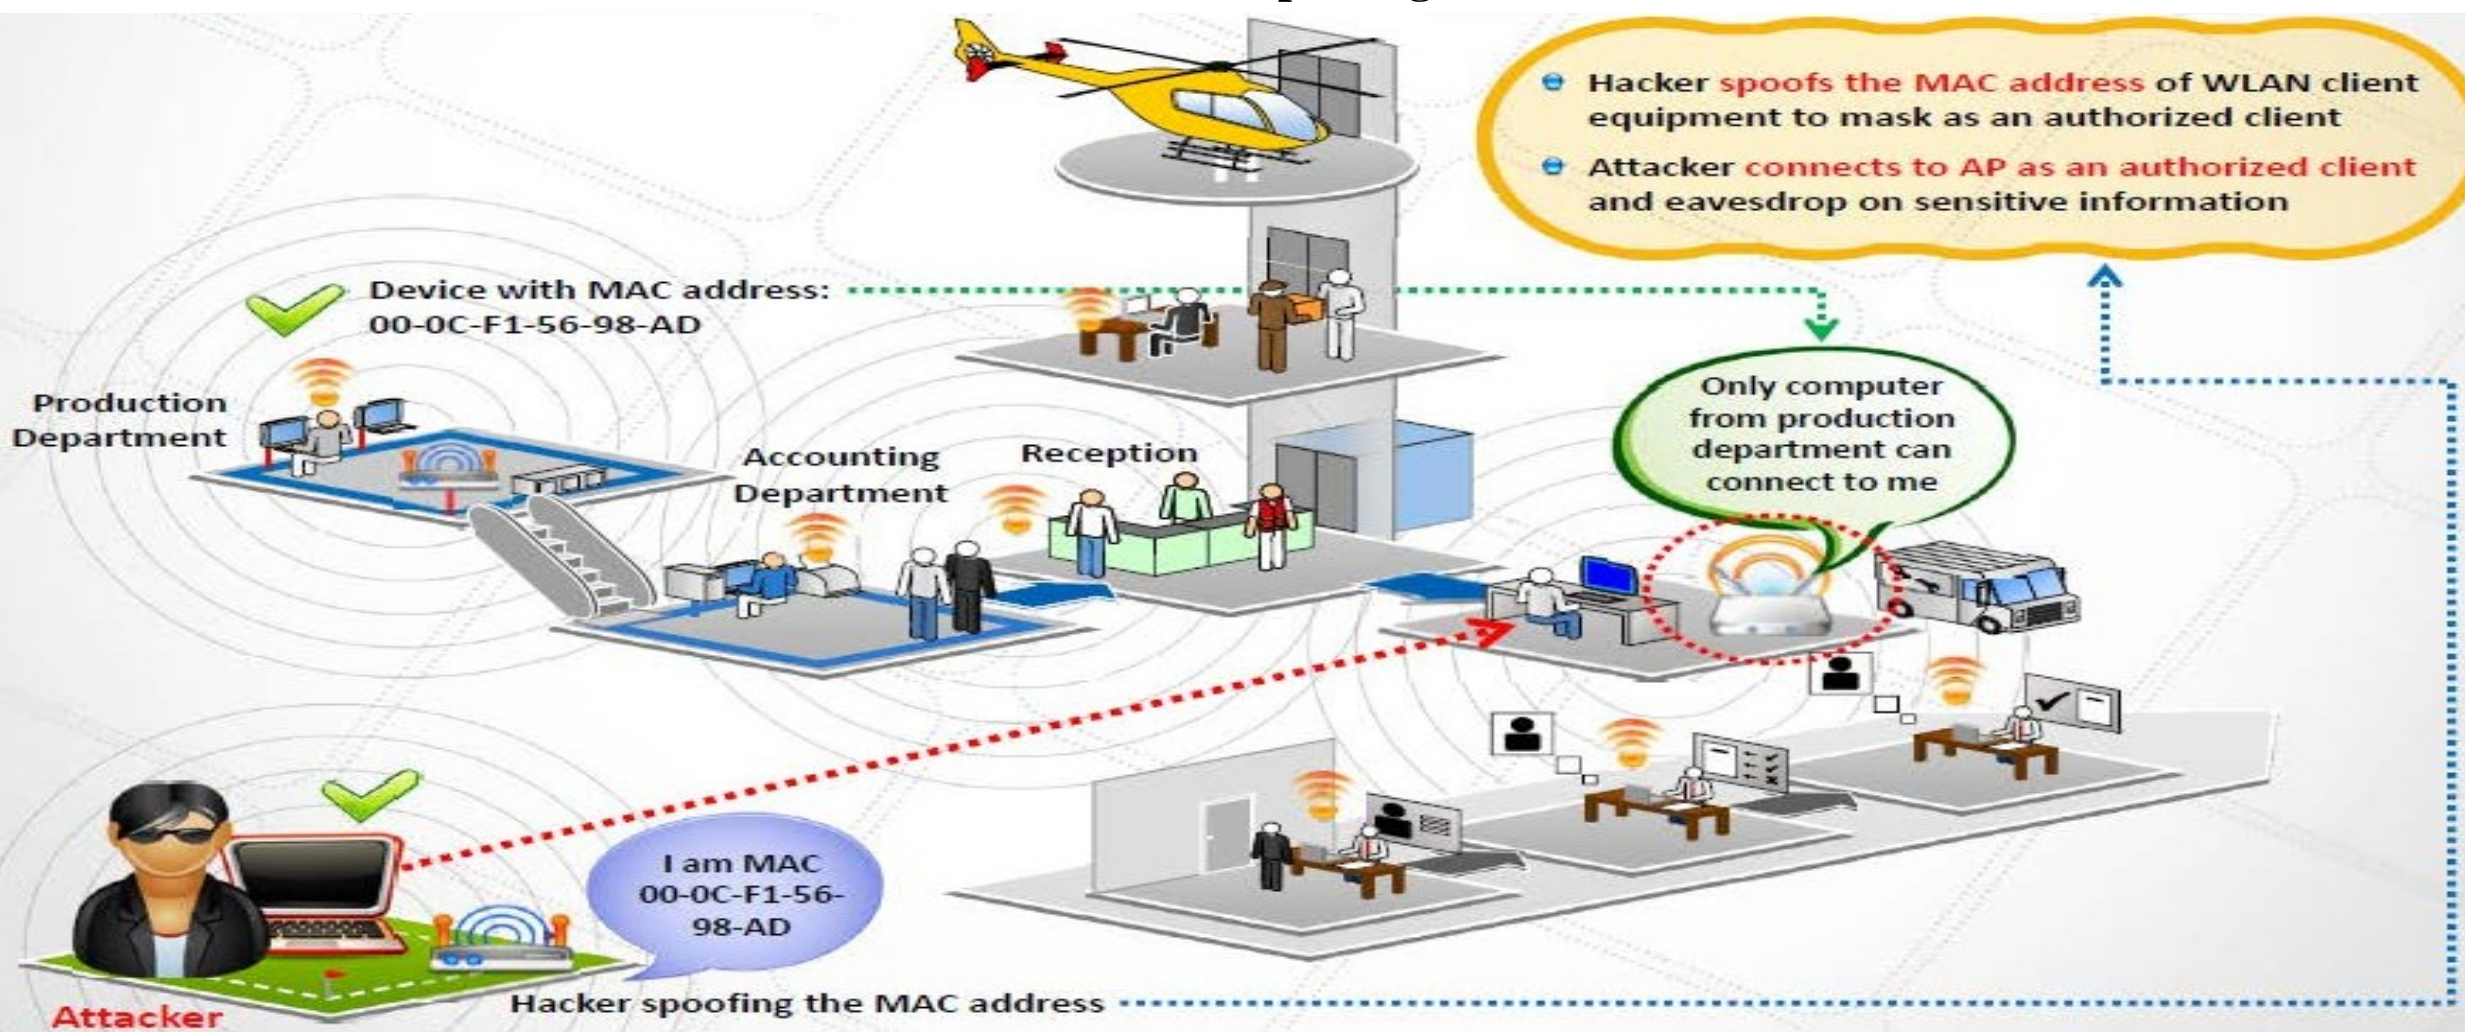 Hacker spoofs the MAC address of WLAN client
equipment to mask as an authorized client
Attacker connects to AP as an authorized client
and eavesdrop on sensitive information
Device with MAC address:
00-0C-F1-56-98-AD
Only computer
from production
department can
connect to me
Production
Department
Accounting
Department
Reception
I am MAC
00-0C-F1-56-
98-AD
Hacker spoofing the MAC address
Attacker